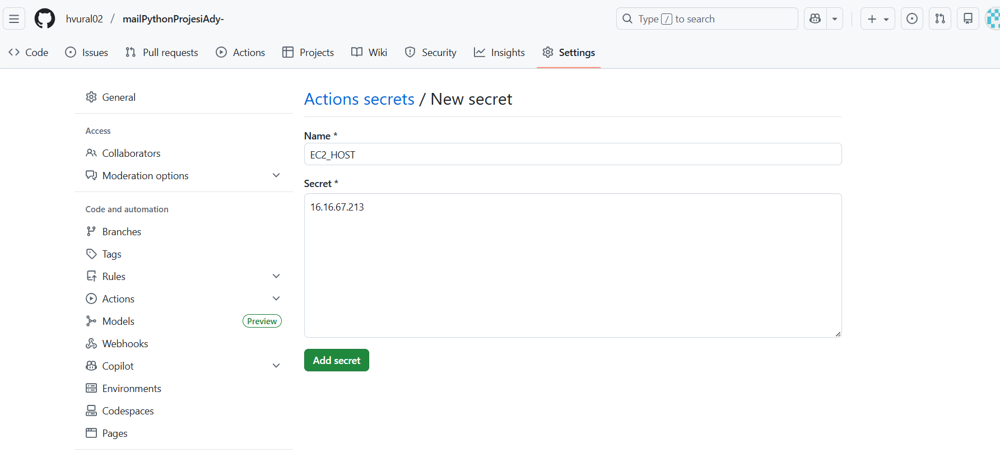 hvural02 / mailPythonProjesiAdy-
Type / to search
Code Issues Pull requests Actions Projects Wiki Security Insights Settings
General
Access
Collaborators
Moderation options
Code and automation
Branches
Tags
Rules
Actions
Models Preview
Webhooks
Copilot
Environments
Codespaces
Pages
Actions secrets / New secret
Name *
EC2_HOST
Secret *
16.16.67.213
Add secret